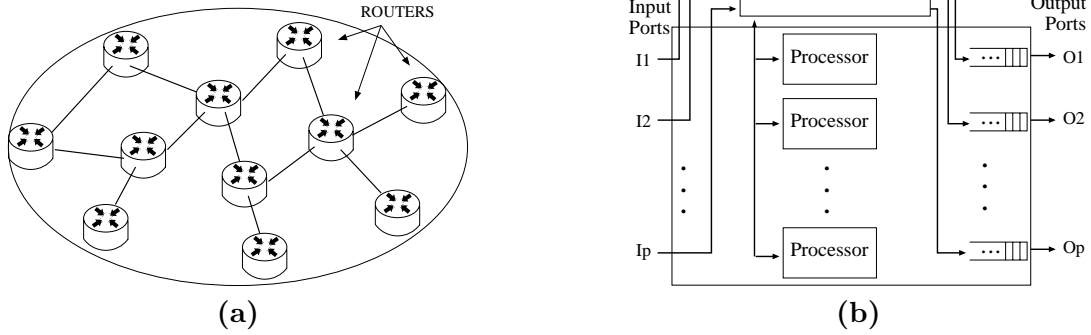 ROUTERS
(a)
Input
Ports
Output
Ports
I1
Processor
O1
I2
Processor
O2
Ip
Processor
Op
(b)